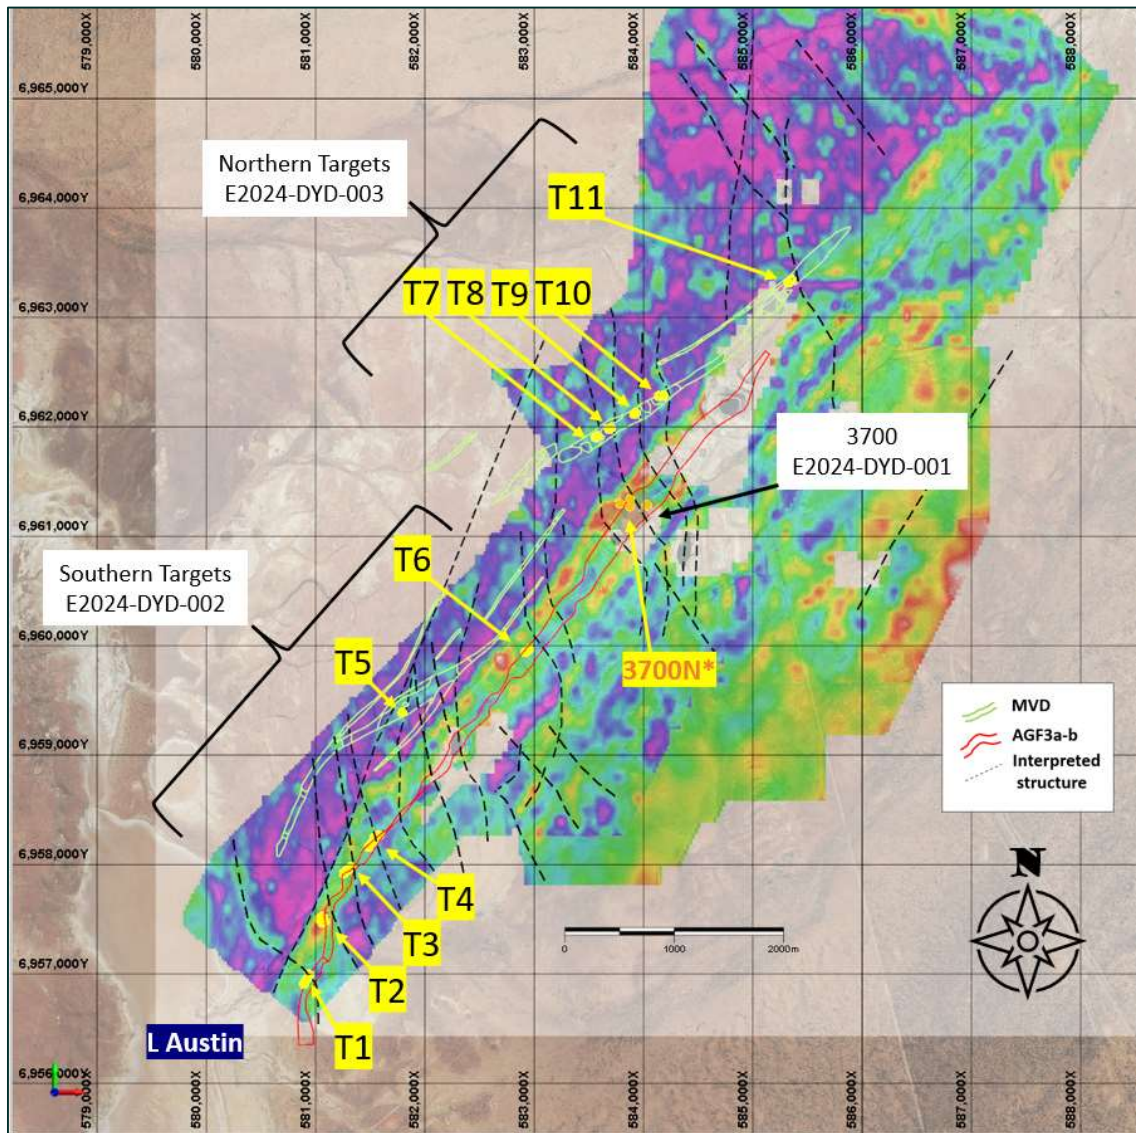 579,000X
580,000X
581,000X
582,000X
583,000X
584,000X
585,000X
586,000X
587,000X
588,000X
6,965,000Y
Northern Targets
E2024-DYD-003
6,964,000Y
T11
6,963,000Y
T7
T8
T9
T10
6,962,000Y
3700
E2024-DYD-001
6,961,000Y
T6
Southern Targets
E2024-DYD-002
6,960,000Y
T5
3700N*
MVD
AGF3a-b
Interpreted
structure
6,959,000Y
6,958,000Y
T4
T3
N
0
1000
2000m
6,957,000Y
T2
T1
L Austin
6,956,000Y
579,000X
580,000X
581,000X
582,000X
583,000X
584,000X
585,000X
586,000X
587,000X
588,000X